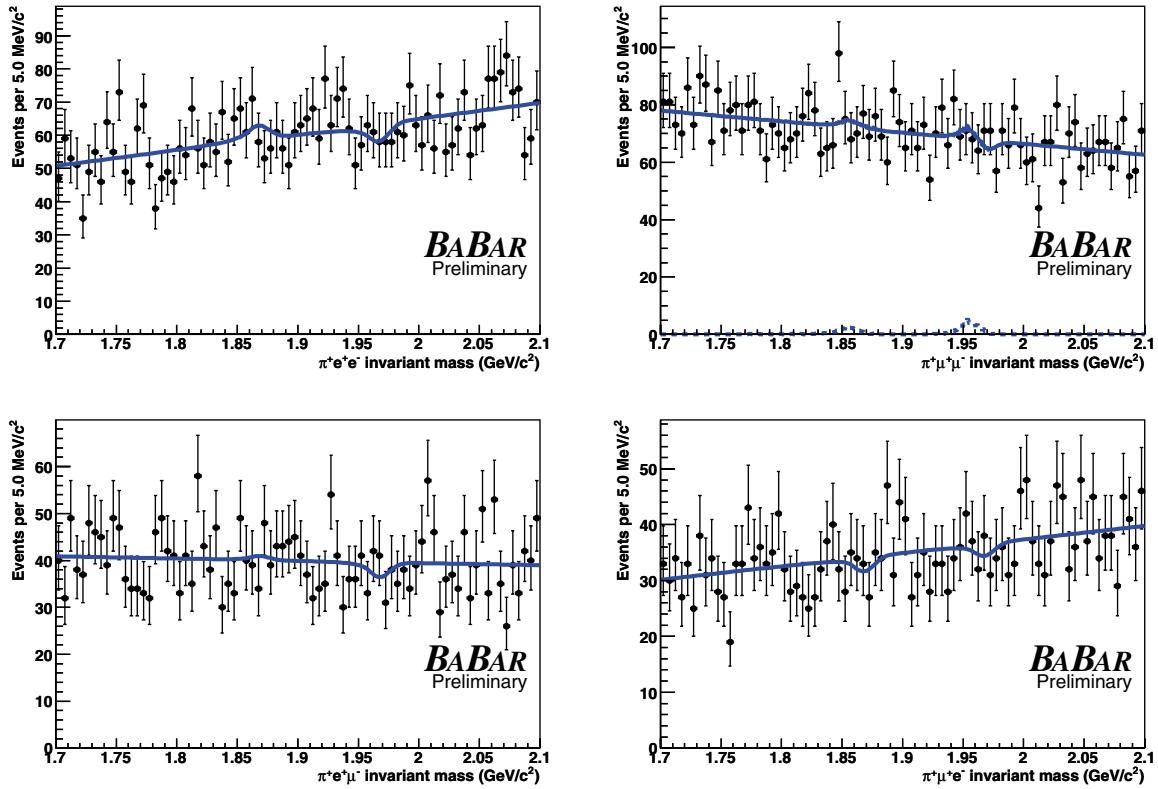 Events per 5.0 MeV/c²
90
80
70
60
50
40
30
20
10
0
1.7 1.75 1.8 1.85 1.9 1.95 2 2.05 2.1
π⁺e⁺e⁻ invariant mass (GeV/c²)
BABAR
Preliminary
Events per 5.0 MeV/c²
100
80
60
40
20
0
1.7 1.75 1.8 1.85 1.9 1.95 2 2.05 2.1
π⁺μ⁺μ⁻ invariant mass (GeV/c²)
BABAR
Preliminary
Events per 5.0 MeV/c²
60
50
40
30
20
10
0
1.7 1.75 1.8 1.85 1.9 1.95 2 2.05 2.1
π⁺e⁺μ⁻ invariant mass (GeV/c²)
BABAR
Preliminary
Events per 5.0 MeV/c²
50
40
30
20
10
0
1.7 1.75 1.8 1.85 1.9 1.95 2 2.05 2.1
π⁺μ⁺e⁻ invariant mass (GeV/c²)
BABAR
Preliminary